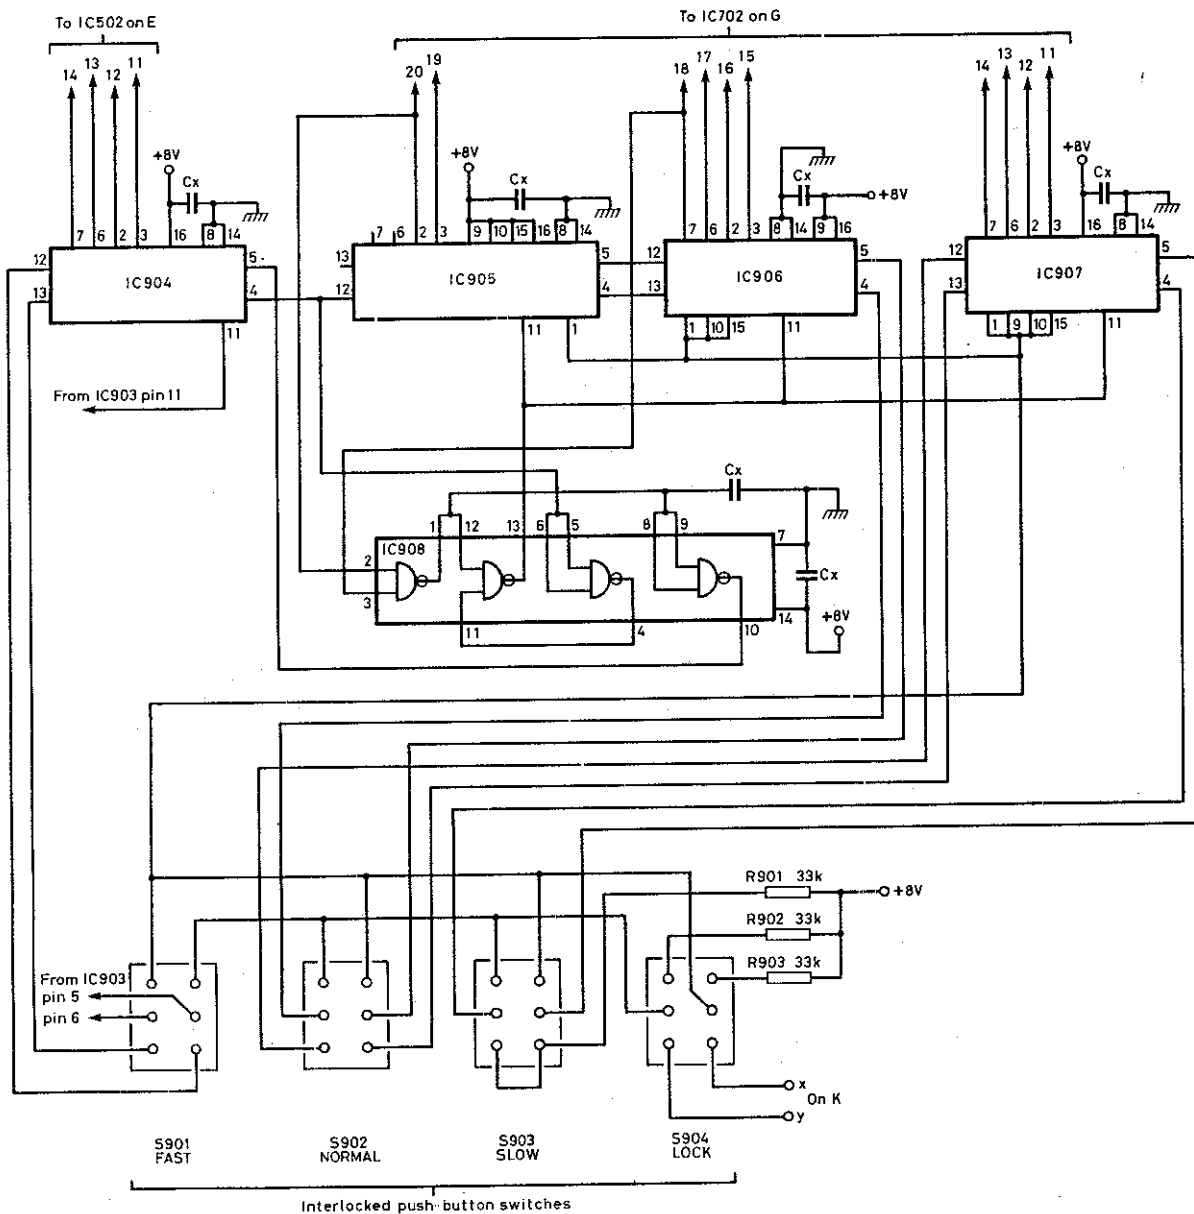 To IC502 on E
To IC702 on G
14 13 12 11
20 19
18 17 16 15
14 13 12 11
+8V
Cx
+8V
Cx
Cx
+8V
+8V
Cx
7 6 2 3 16 8 14
7 6 2 3 9 10 15 16 8 14
7 6 2 3 8 14 9 16
7 6 2 3 16 8 14
12 IC904 5
13 4
11
13 IC905 5
12 4
11 1
12 IC906 5
13 4
1 10 15 11
12 IC907 5
13 4
1 9 10 15 11
From IC903 pin 11
Cx
1 12 13 6 5 8 9 7
IC908
2
3
11 4 10 14
Cx
+8V
R901 33k
+8V
R902 33k
R903 33k
From IC903
pin 5
pin 6
x
On K
y
S901
FAST
S902
NORMAL
S903
SLOW
S904
LOCK
Interlocked push button switches